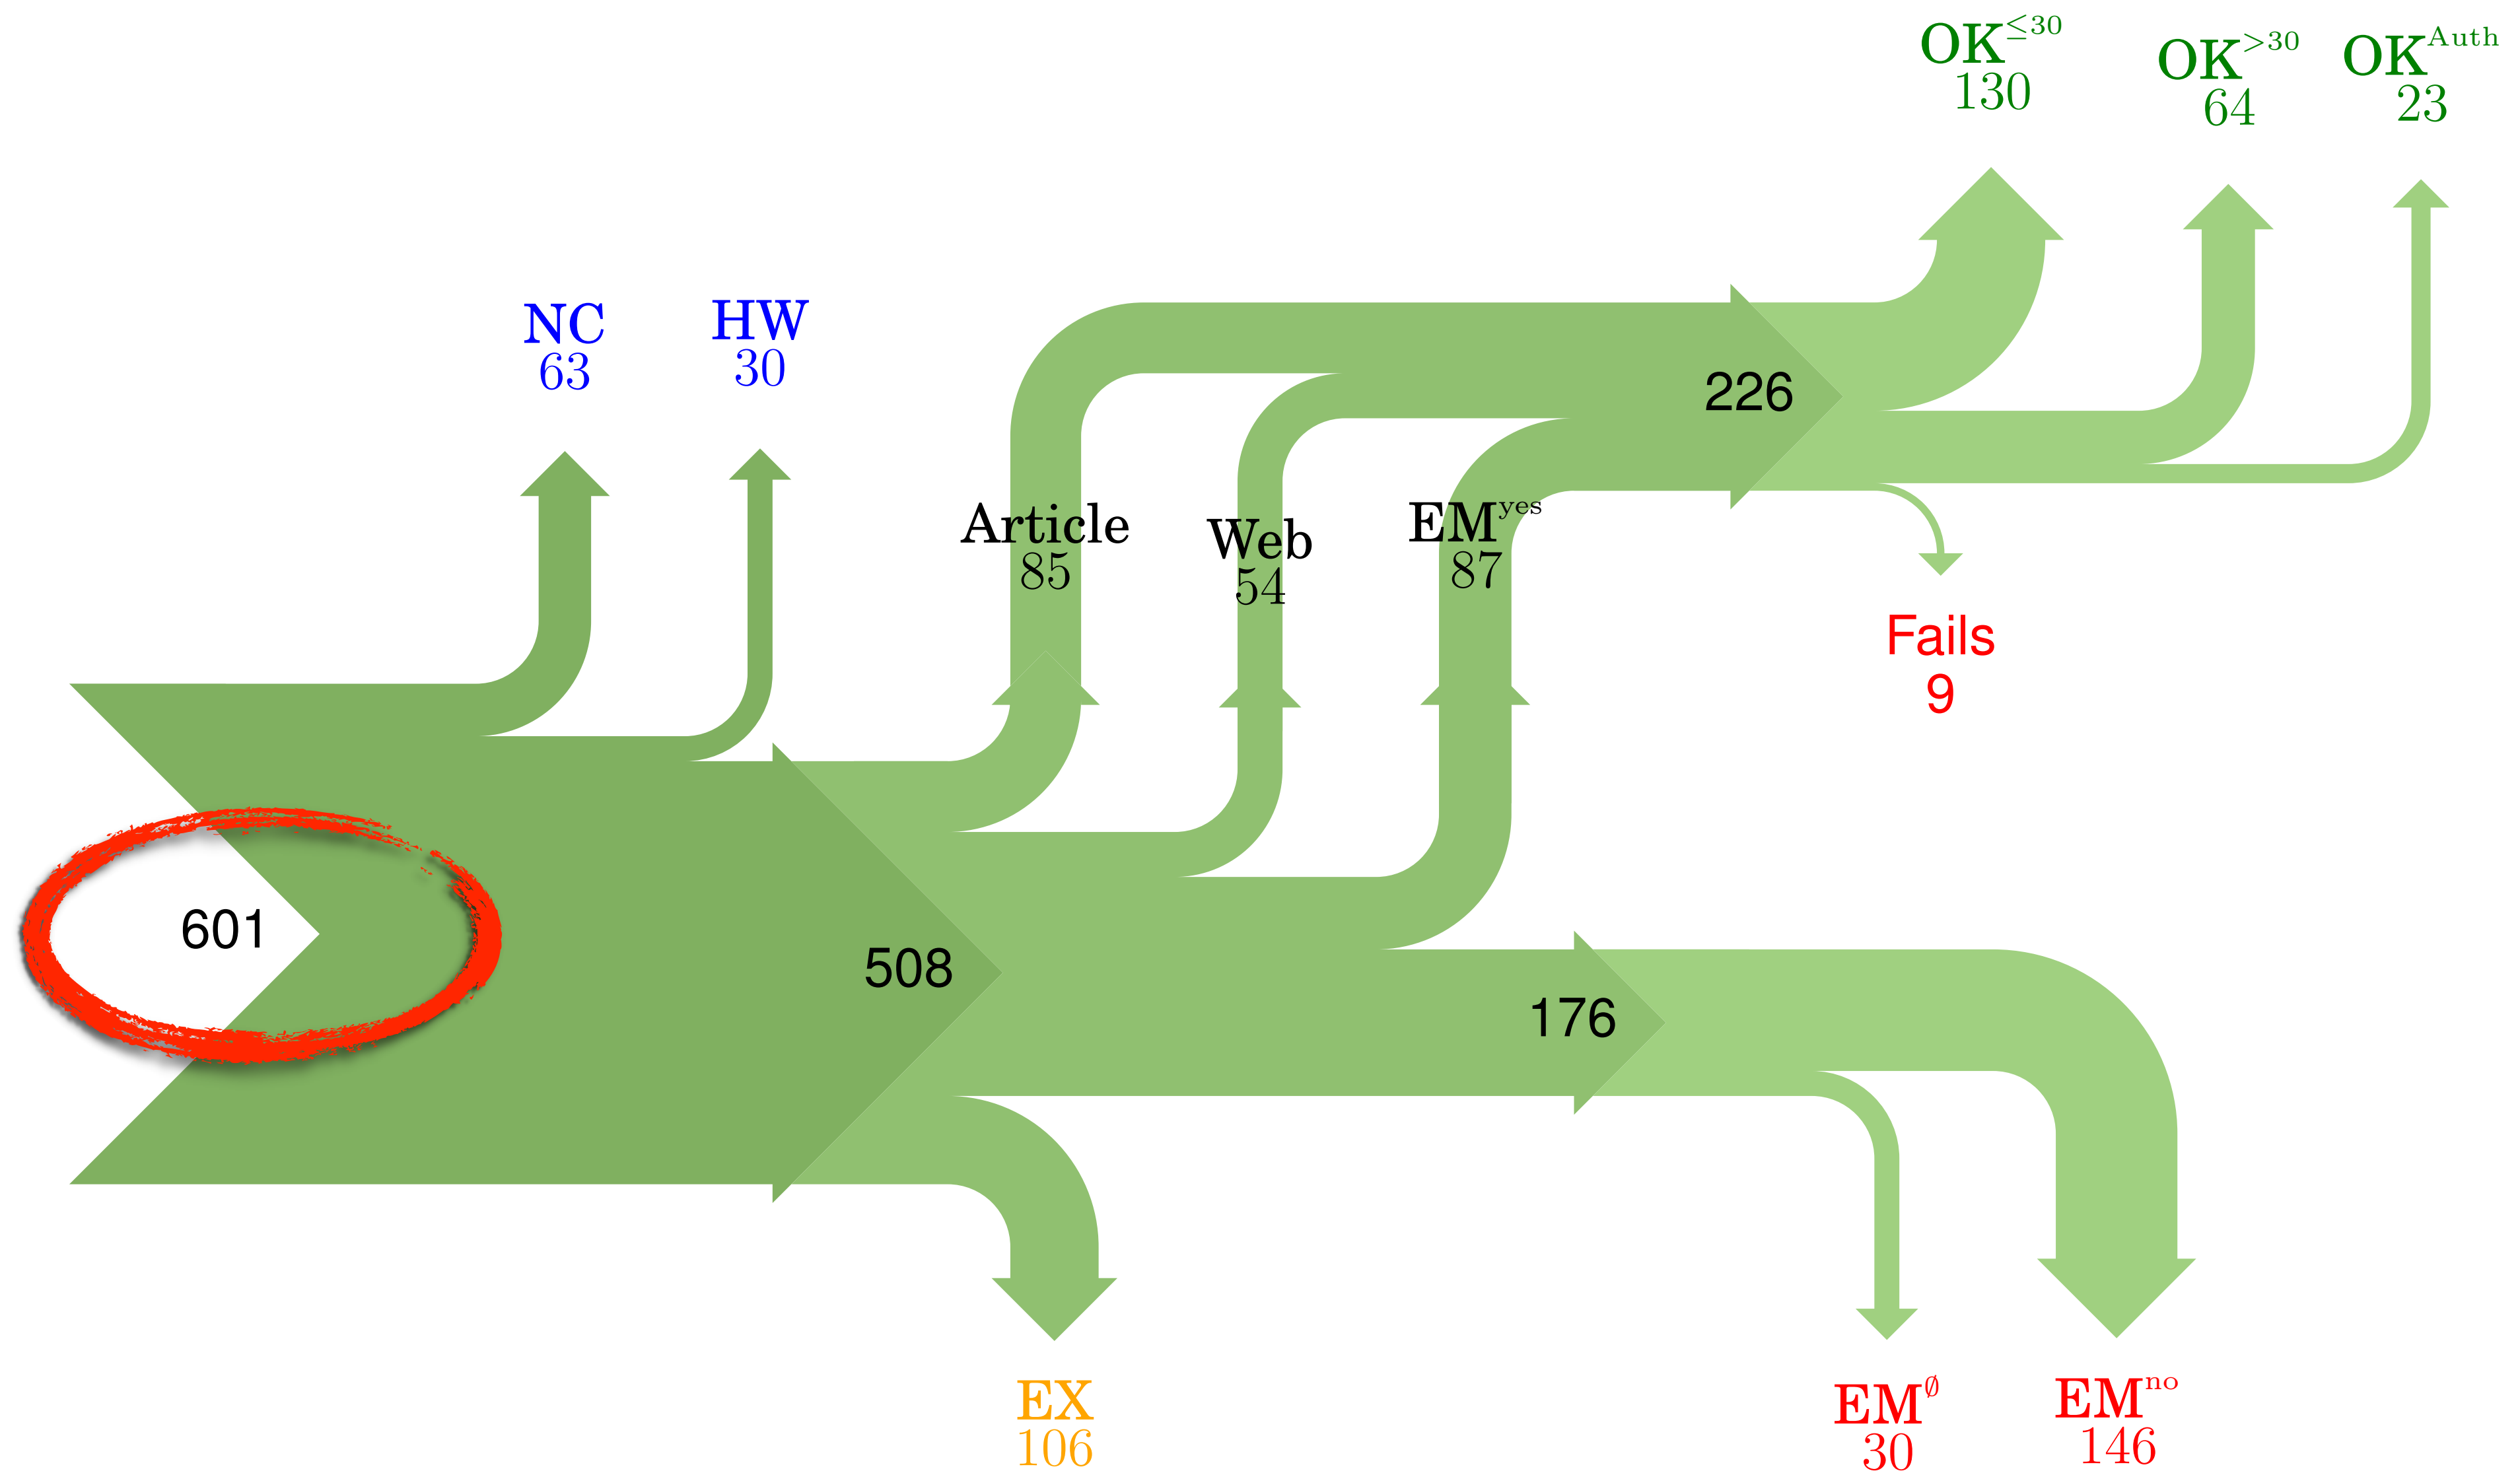 OK≤30
130
OK>30
64
OKAuth
23
NC
63
HW
30
226
Article
85
Web
54
EMyes
87
Fails
9
601
508
176
EX
106
EM∅
30
EMno
146